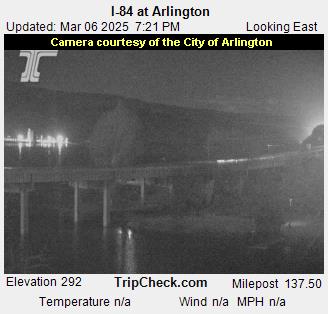 I-84 at Arlington
Updated: Mar 06 2025 7:21 PM Looking East
Camera courtesy of the City of Arlington
Elevation 292 TripCheck.com Milepost 137.50
Temperature n/a Wind n/a MPH n/a